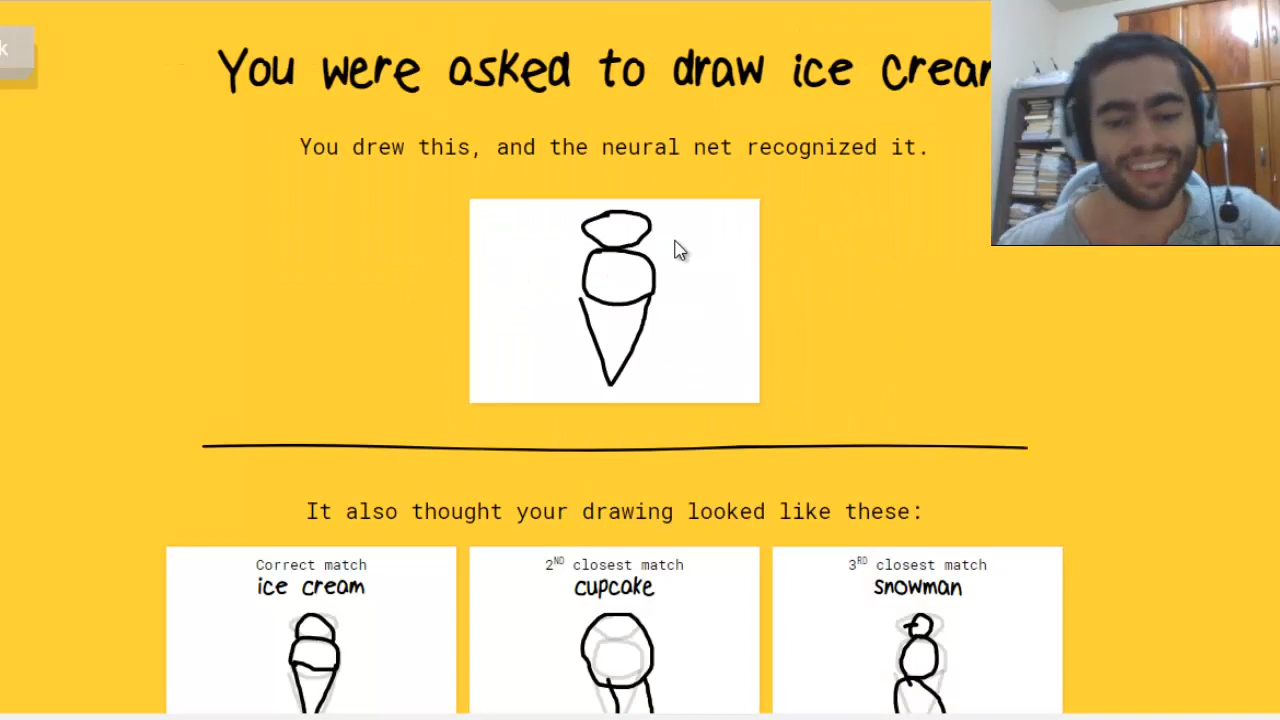 k
You were asked to draw ice crear
You drew this, and the neural net recognized it.
It also thought your drawing looked like these:
Correct match
ice cream
2ND closest match
cupcake
3RD closest match
snowman